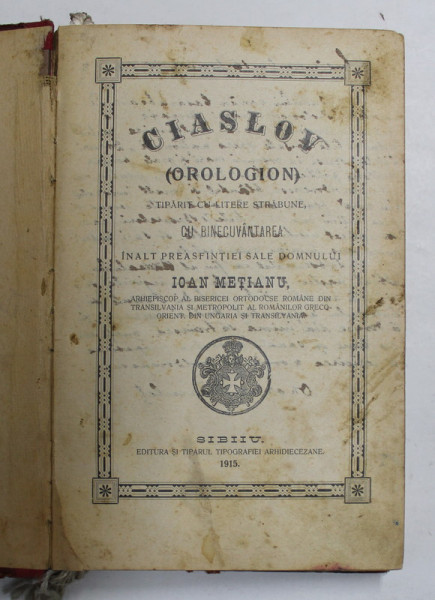 CIASLOV
(OROLOGION)
TIPĂRIT CU LITERE STRĂBUNE,
CU BINECUVÂNTAREA
ÎNALT PREASFINȚIEI SALE DOMNULUI
IOAN MEȚIANU,
ARHIEPISCOP AL BISERICEI ORTODOCSE ROMÂNE DIN
TRANSILVANIA ȘI METROPOLIT AL ROMÂNILOR GRECO-
ORIENT. DIN UNGARIA ȘI TRANSILVANIA.
SIBIIU.
EDITURA ȘI TIPARUL TIPOGRAFIEI ARHIDIECEZANE.
1915.